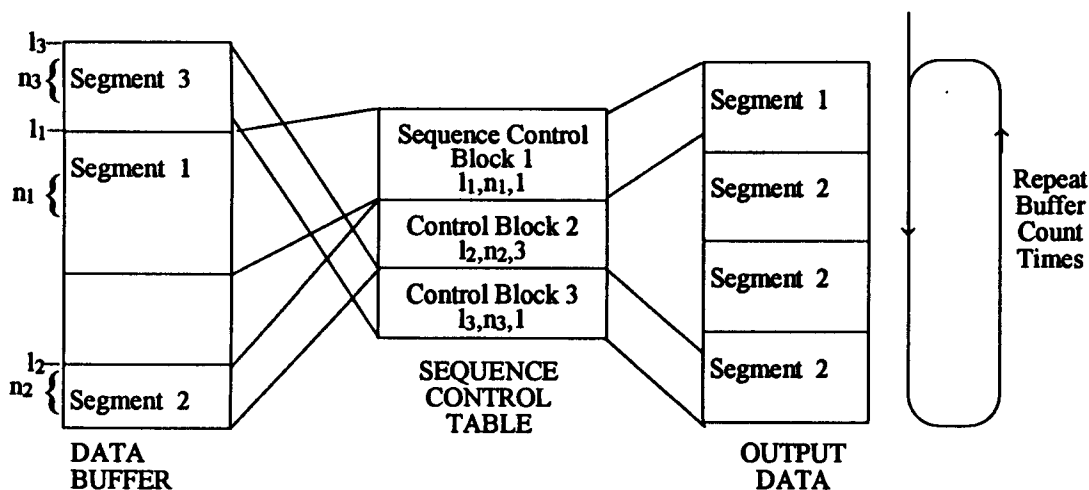 l3
n3 {
Segment 3
l1
Segment 1
n1 {
l2
n2 {
Segment 2
DATA
BUFFER
Sequence Control
Block 1
l1,n1,1
Control Block 2
l2,n2,3
Control Block 3
l3,n3,1
SEQUENCE
CONTROL
TABLE
Segment 1
Segment 2
Segment 2
Segment 2
OUTPUT
DATA
Repeat
Buffer
Count
Times